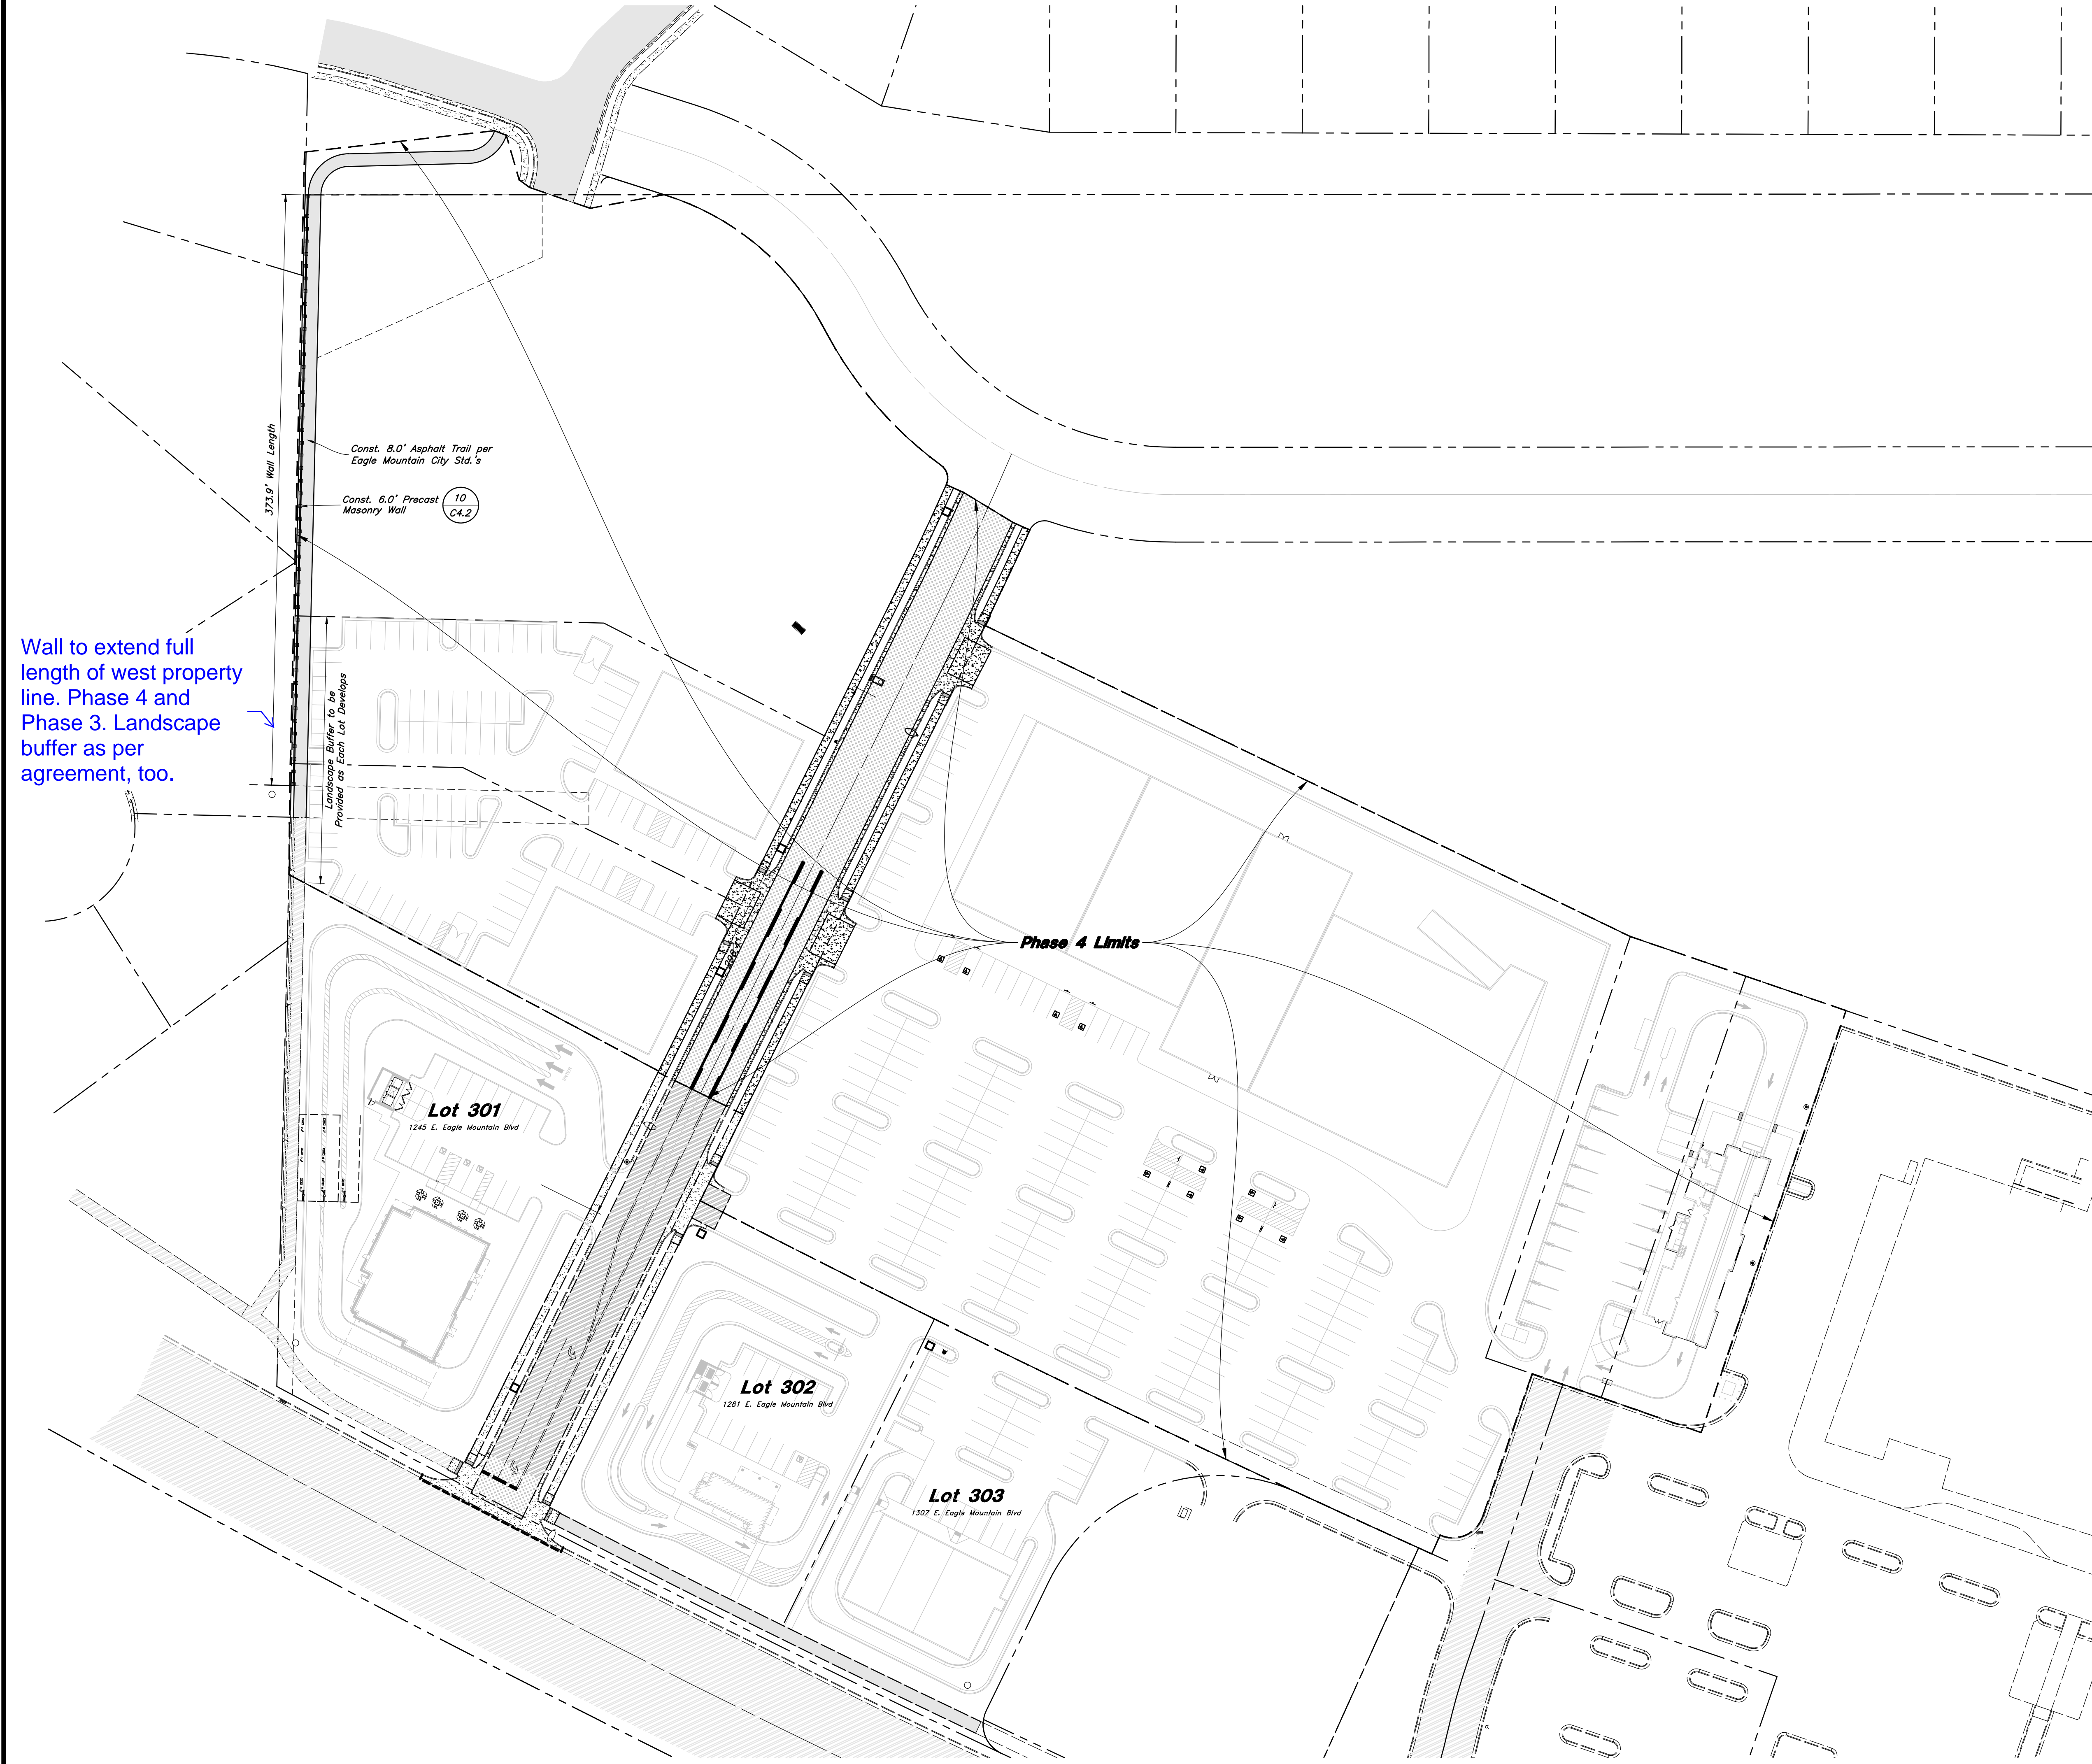 Const. 8.0' Asphalt Trail per
Eagle Mountain City Std.'s
373.9' Wall Length
Const. 6.0' Precast
Masonry Wall
10
C4.2
Wall to extend full
length of west property
line. Phase 4 and
Phase 3. Landscape
buffer as per
agreement, too.
Landscape Buffer to be
Provided as Each Lot Develops
Phase 4 Limits
Lot 301
1245 E. Eagle Mountain Blvd
Lot 302
1281 E. Eagle Mountain Blvd
Lot 303
1307 E. Eagle Mountain Blvd